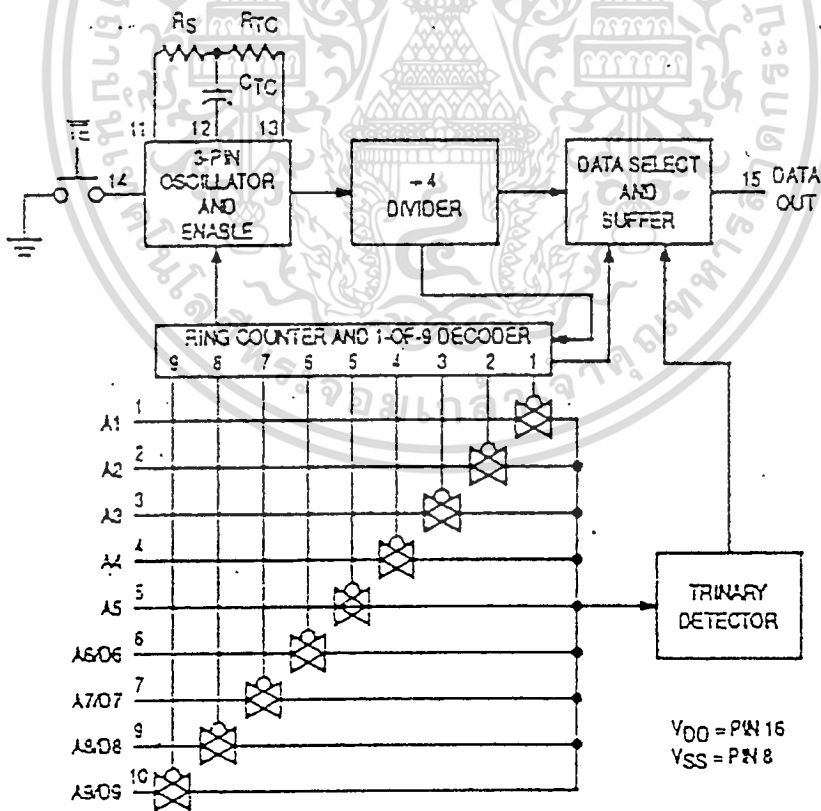 RS RTC
CTC
11 12 13
TE
14
3-PIN
OSCILLATOR
AND
ENABLE
÷4
DIVIDER
DATA SELECT
AND
BUFFER
15 DATA
OUT
RING COUNTER AND 1-OF-9 DECODER
9 8 7 6 5 4 3 2 1
A1 1
A2 2
A3 3
A4 4
A5 5
A6/D6 6
A7/D7 7
A8/D8 9
A9/D9 10
TRINARY
DETECTOR
VDD = PIN 16
VSS = PIN 8